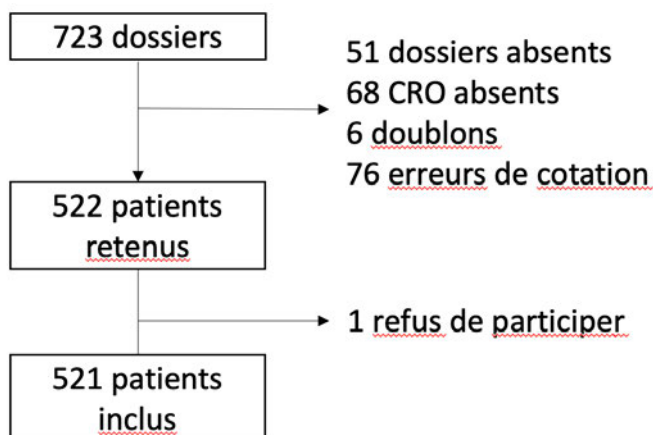 723 dossiers
51 dossiers absents
68 CRO absents
6 doublons
76 erreurs de cotation
522 patients
retenus
1 refus de participer
521 patients
inclus